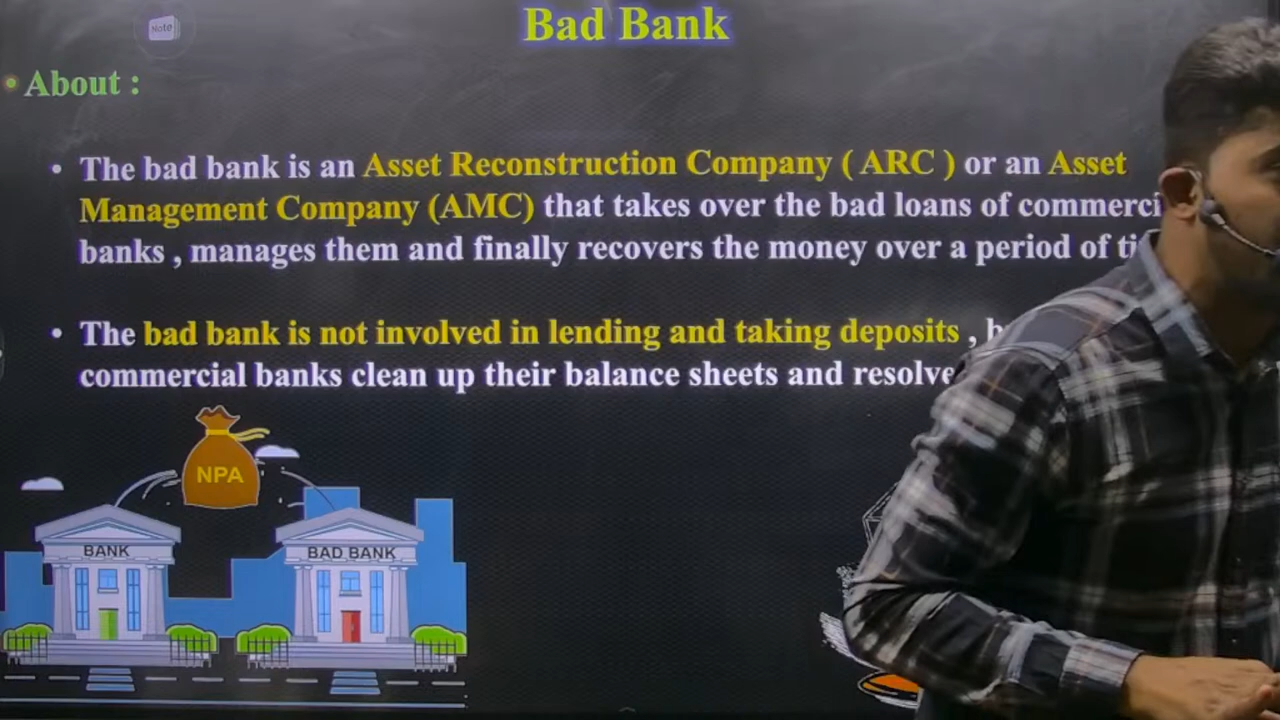 Note
Bad Bank
• About :
• The bad bank is an Asset Reconstruction Company ( ARC ) or an Asset
Management Company (AMC) that takes over the bad loans of
banks , manages them and finally recovers the money over a period of
• The bad bank is not involved in lending and taking deposits ,
commercial banks clean up their balance sheets and
NPA
BANK
BAD BANK